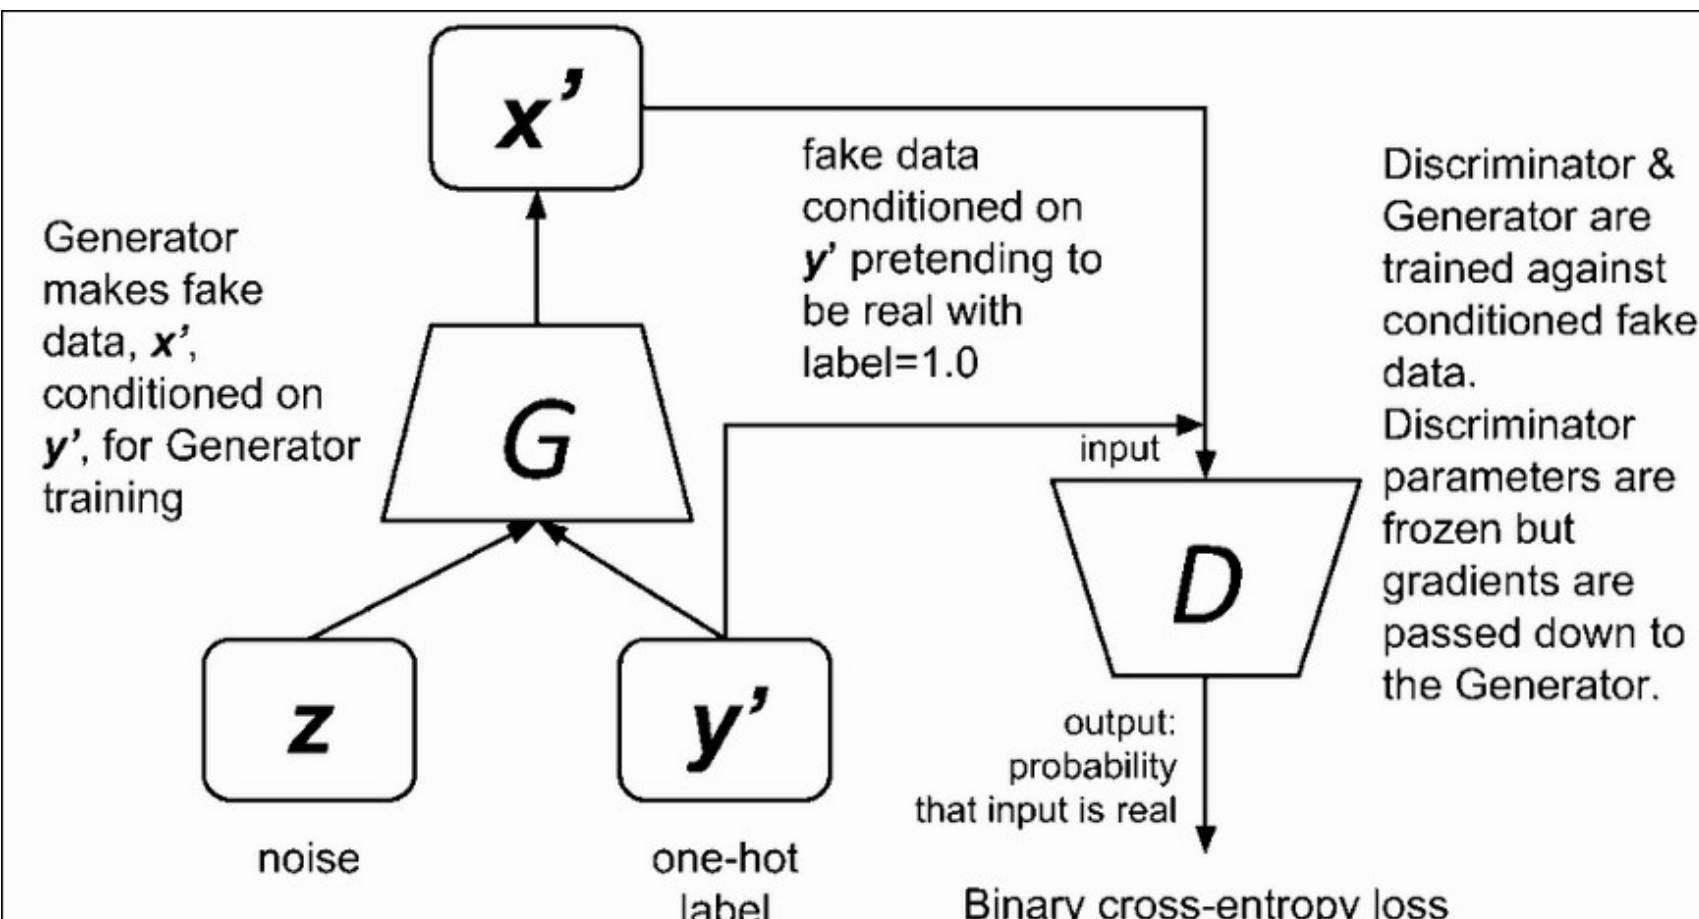 x’
fake data
conditioned on
y’ pretending to
be real with
label=1.0
Discriminator &
Generator are
trained against
conditioned fake
data.
Discriminator
parameters are
frozen but
gradients are
passed down to
the Generator.
Generator
makes fake
data, x’,
conditioned on
y’, for Generator
training
G
input
D
z
y’
output:
probability
that input is real
noise
one-hot
label
Binary cross-entropy loss